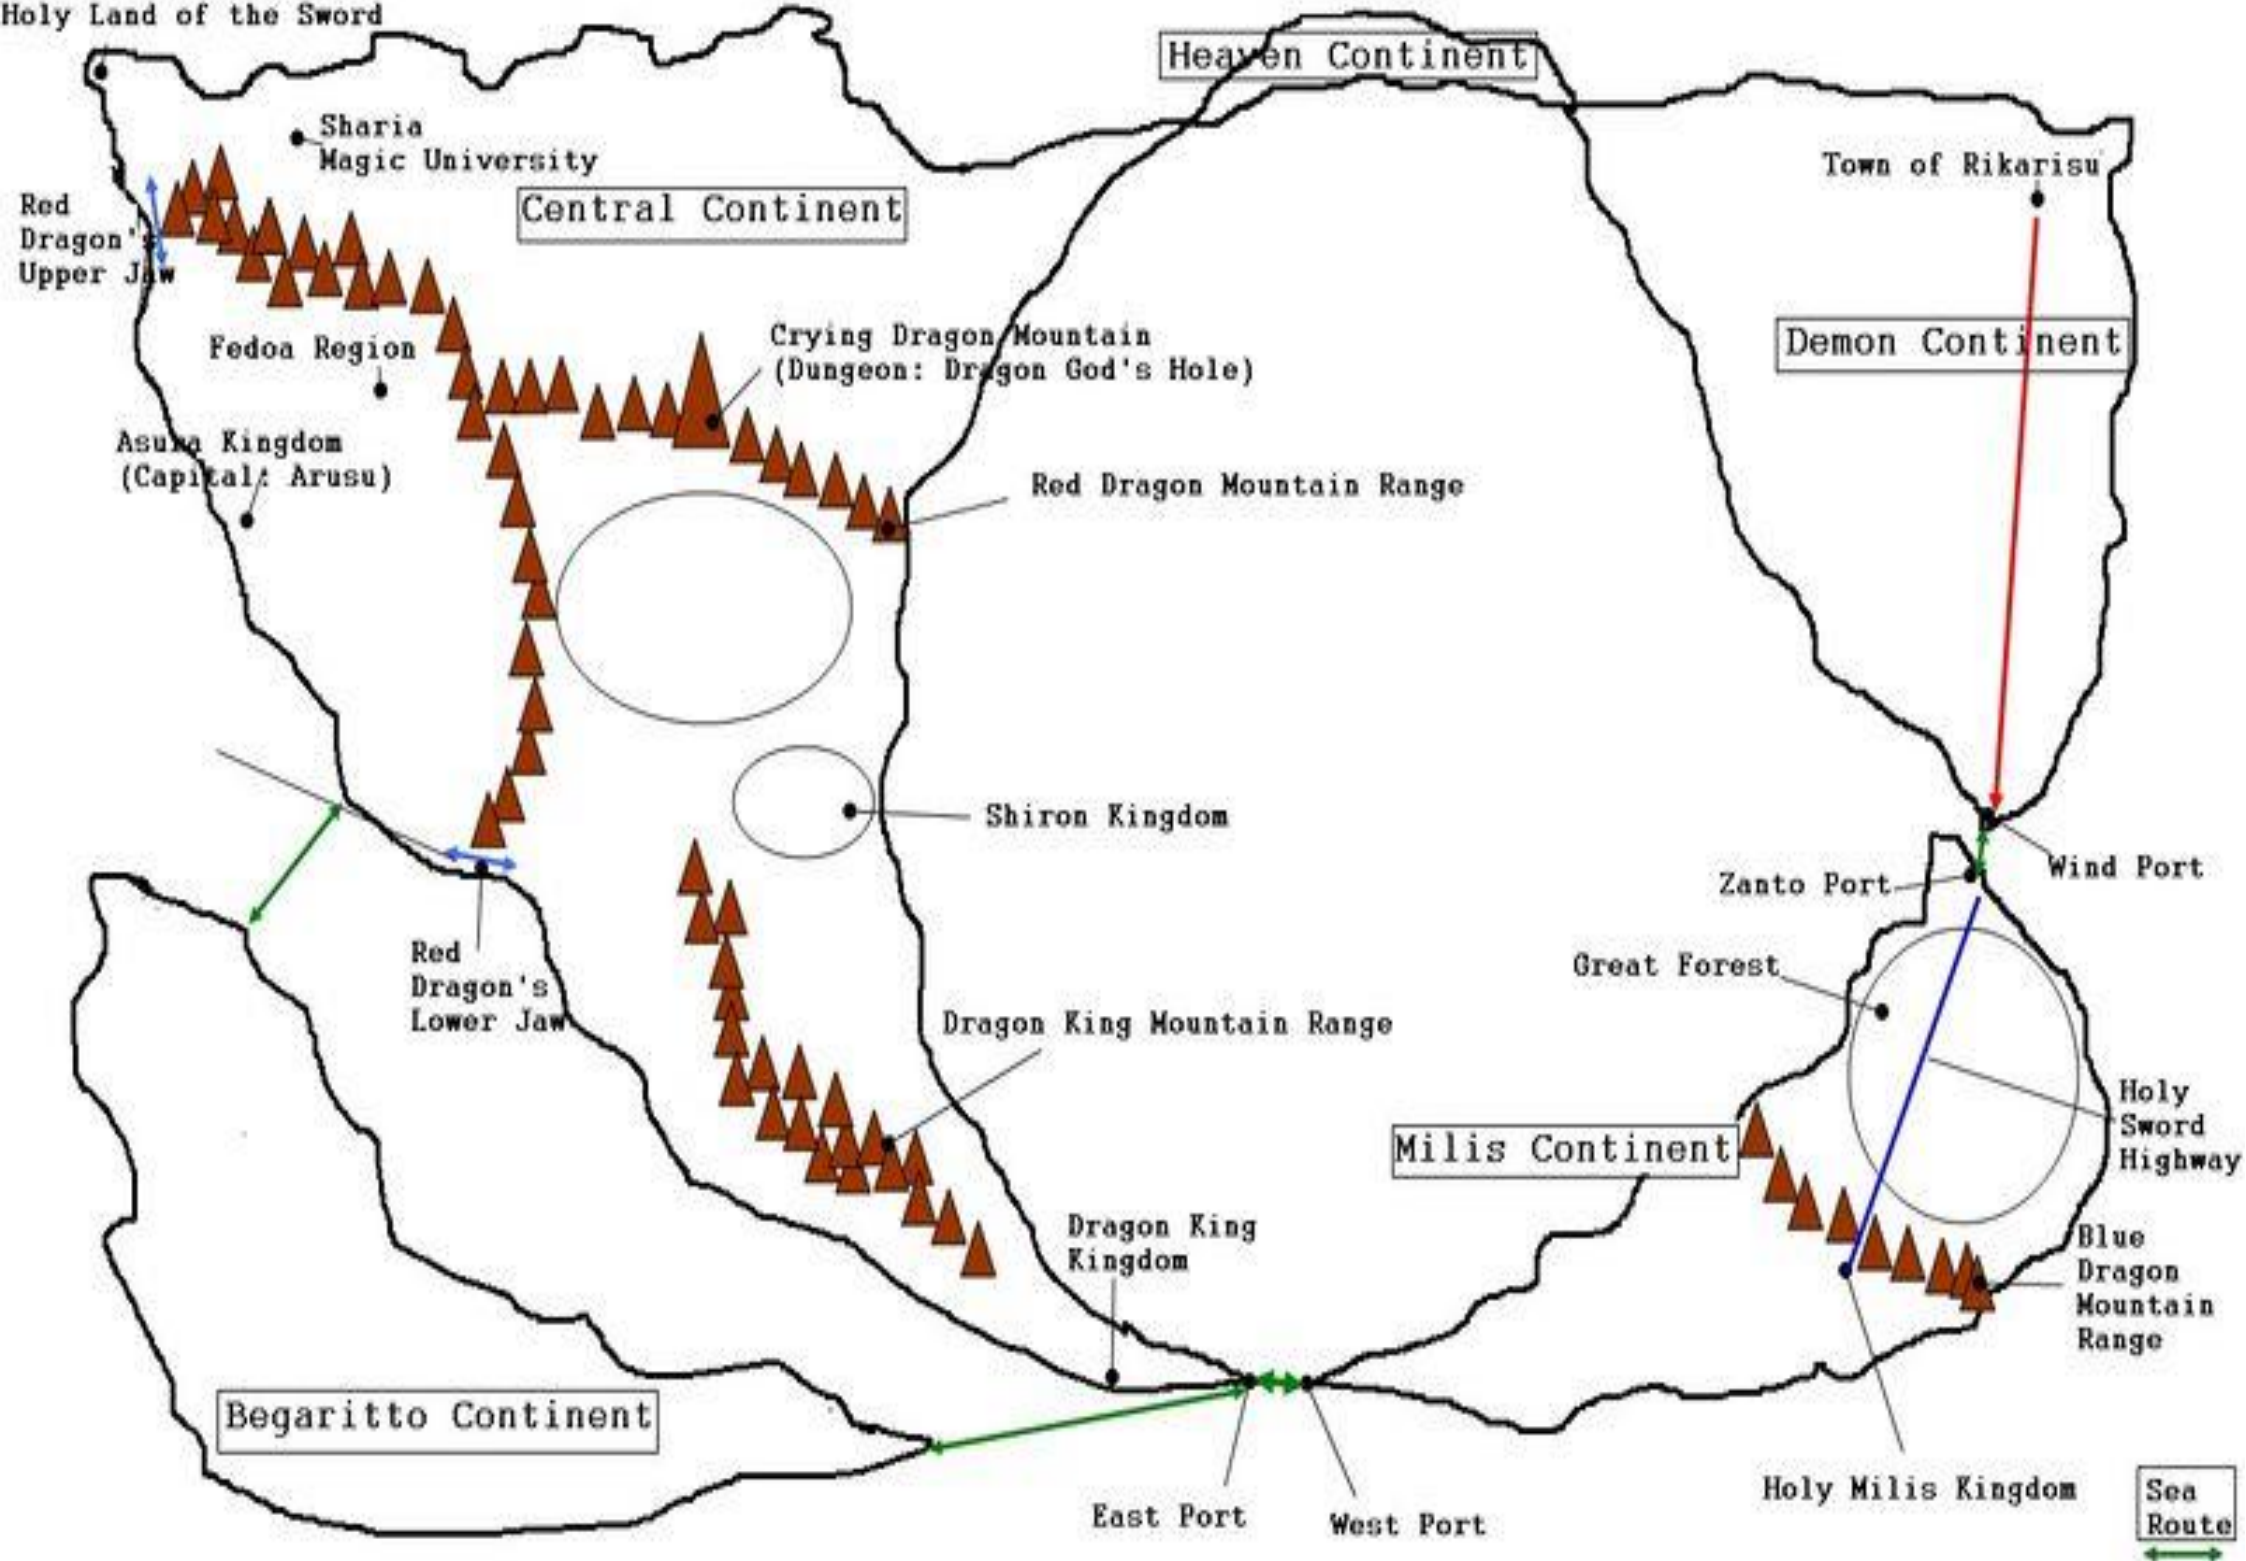 Holy Land of the Sword
Heaven Continent
Sharia
Magic University
Town of Rikarisu
Central Continent
Red
Dragon's
Upper Jaw
Demon Continent
Fedoa Region
Crying Dragon Mountain
(Dungeon: Dragon God's Hole)
Asura Kingdom
(Capital: Arusu)
Red Dragon Mountain Range
Shiron Kingdom
Wind Port
Zanto Port
Red
Dragon's
Lower Jaw
Great Forest
Dragon King Mountain Range
Holy
Sword
Highway
Milis Continent
Dragon King
Kingdom
Blue
Dragon
Mountain
Range
Begaritto Continent
East Port
West Port
Holy Milis Kingdom
Sea
Route